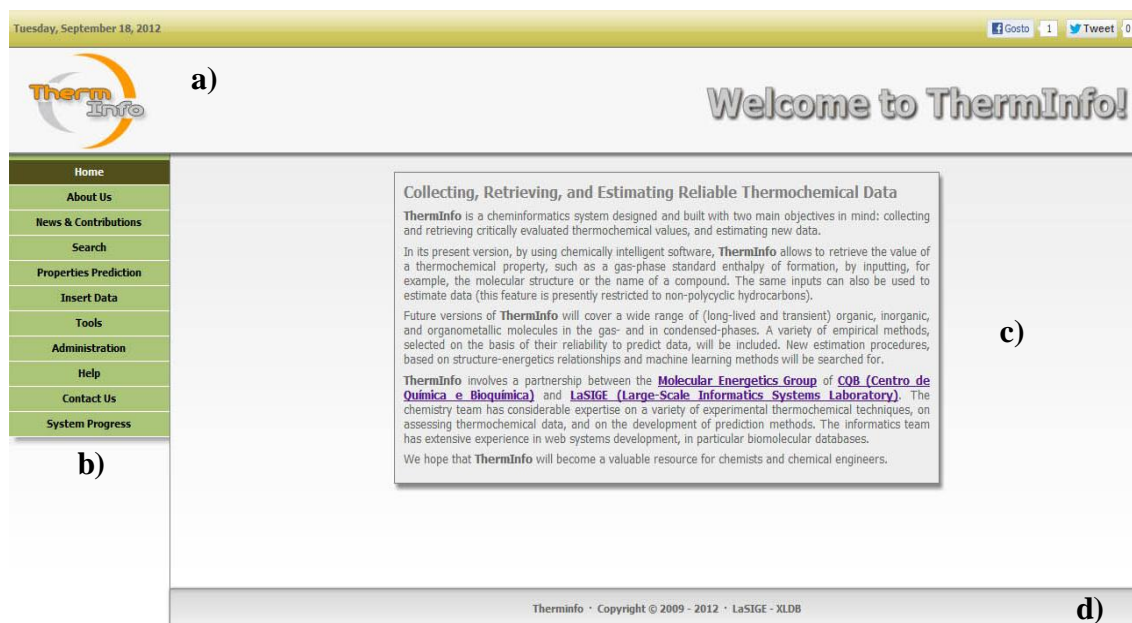 Tuesday, September 18, 2012
Gosto 1 Tweet 0
Therm
Info
a)
Welcome to ThermInfo!
Home
About Us
News & Contributions
Search
Properties Prediction
Insert Data
Tools
Administration
Help
Contact Us
System Progress
b)
Collecting, Retrieving, and Estimating Reliable Thermochemical Data
ThermInfo is a cheminformatics system designed and built with two main objectives in mind: collecting
and retrieving critically evaluated thermochemical values, and estimating new data.
In its present version, by using chemically intelligent software, ThermInfo allows to retrieve the value of
a thermochemical property, such as a gas-phase standard enthalpy of formation, by inputting, for
example, the molecular structure or the name of a compound. The same inputs can also be used to
estimate data (this feature is presently restricted to non-polycyclic hydrocarbons).
Future versions of ThermInfo will cover a wide range of (long-lived and transient) organic, inorganic,
and organometallic molecules in the gas- and in condensed-phases. A variety of empirical methods,
selected on the basis of their reliability to predict data, will be included. New estimation procedures,
based on structure-energetics relationships and machine learning methods will be searched for.
ThermInfo involves a partnership between the Molecular Energetics Group of CQB (Centro de
Química e Bioquímica) and LaSIGE (Large-Scale Informatics Systems Laboratory). The
chemistry team has considerable expertise on a variety of experimental thermochemical techniques, on
assessing thermochemical data, and on the development of prediction methods. The informatics team
has extensive experience in web systems development, in particular biomolecular databases.
We hope that ThermInfo will become a valuable resource for chemists and chemical engineers.
c)
Therminfo · Copyright © 2009 - 2012 · LaSIGE - XLDB
d)